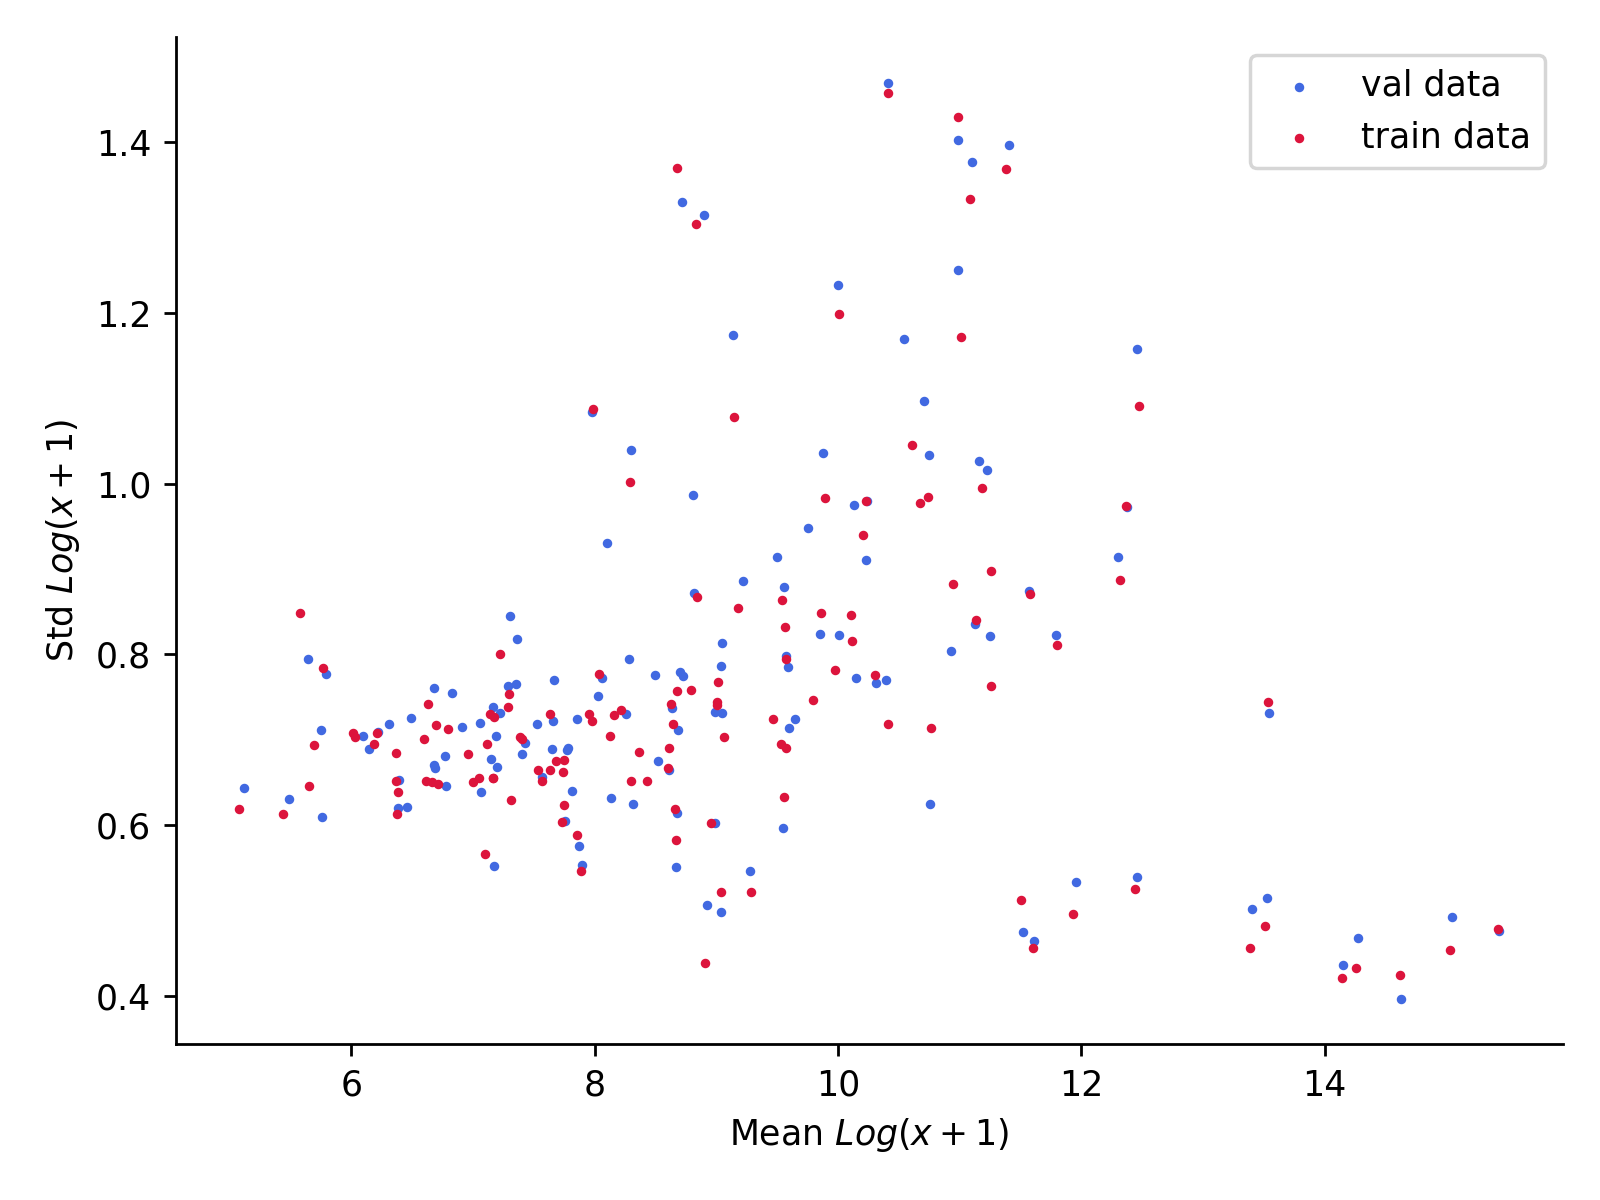 val data
train data
1.4
1.2
1.0
0.8
0.6
0.4
Std Log(x + 1)
6 8 10 12 14
Mean Log(x + 1)